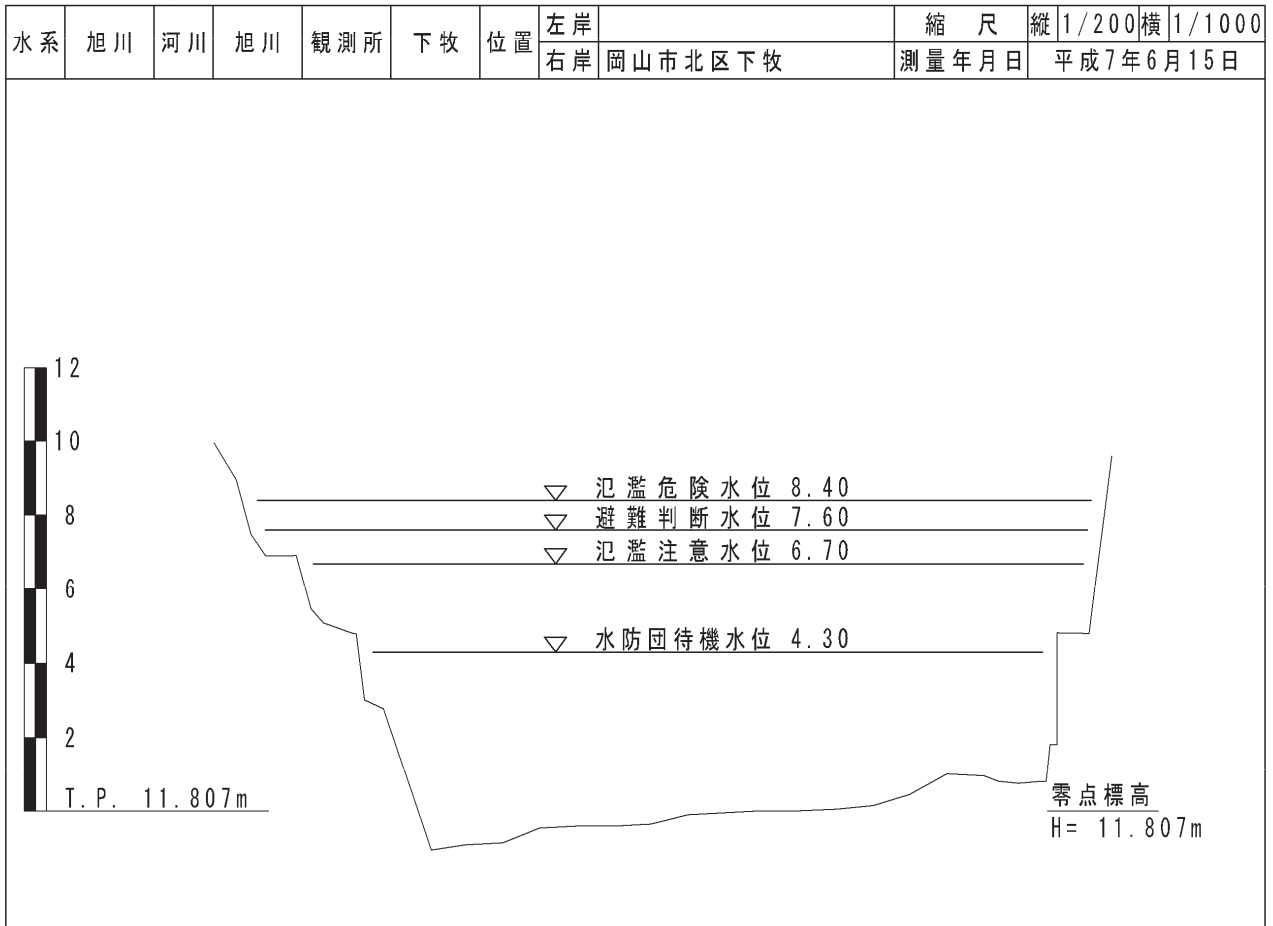 水系 旭川 河川 旭川 観測所 下牧 位置 左岸 縮尺 縦 1/200 横 1/1000
右岸 岡山市北区下牧 測量年月日 平成7年6月15日
12
10
氾濫危険水位 8.40
8
避難判断水位 7.60
氾濫注意水位 6.70
6
水防団待機水位 4.30
4
2
T.P. 11.807m
零点標高
H= 11.807m